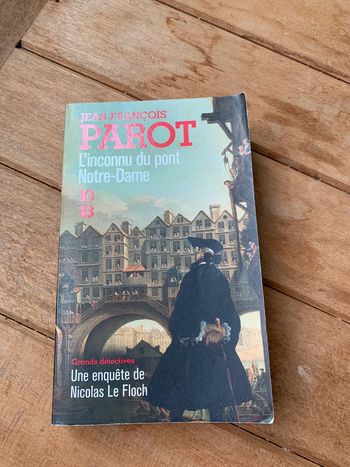 JEAN-FRANÇOIS
PAROT
L'inconnu du pont
Notre-Dame
10
18
Grands détectives
Une enquête de
Nicolas Le Floch